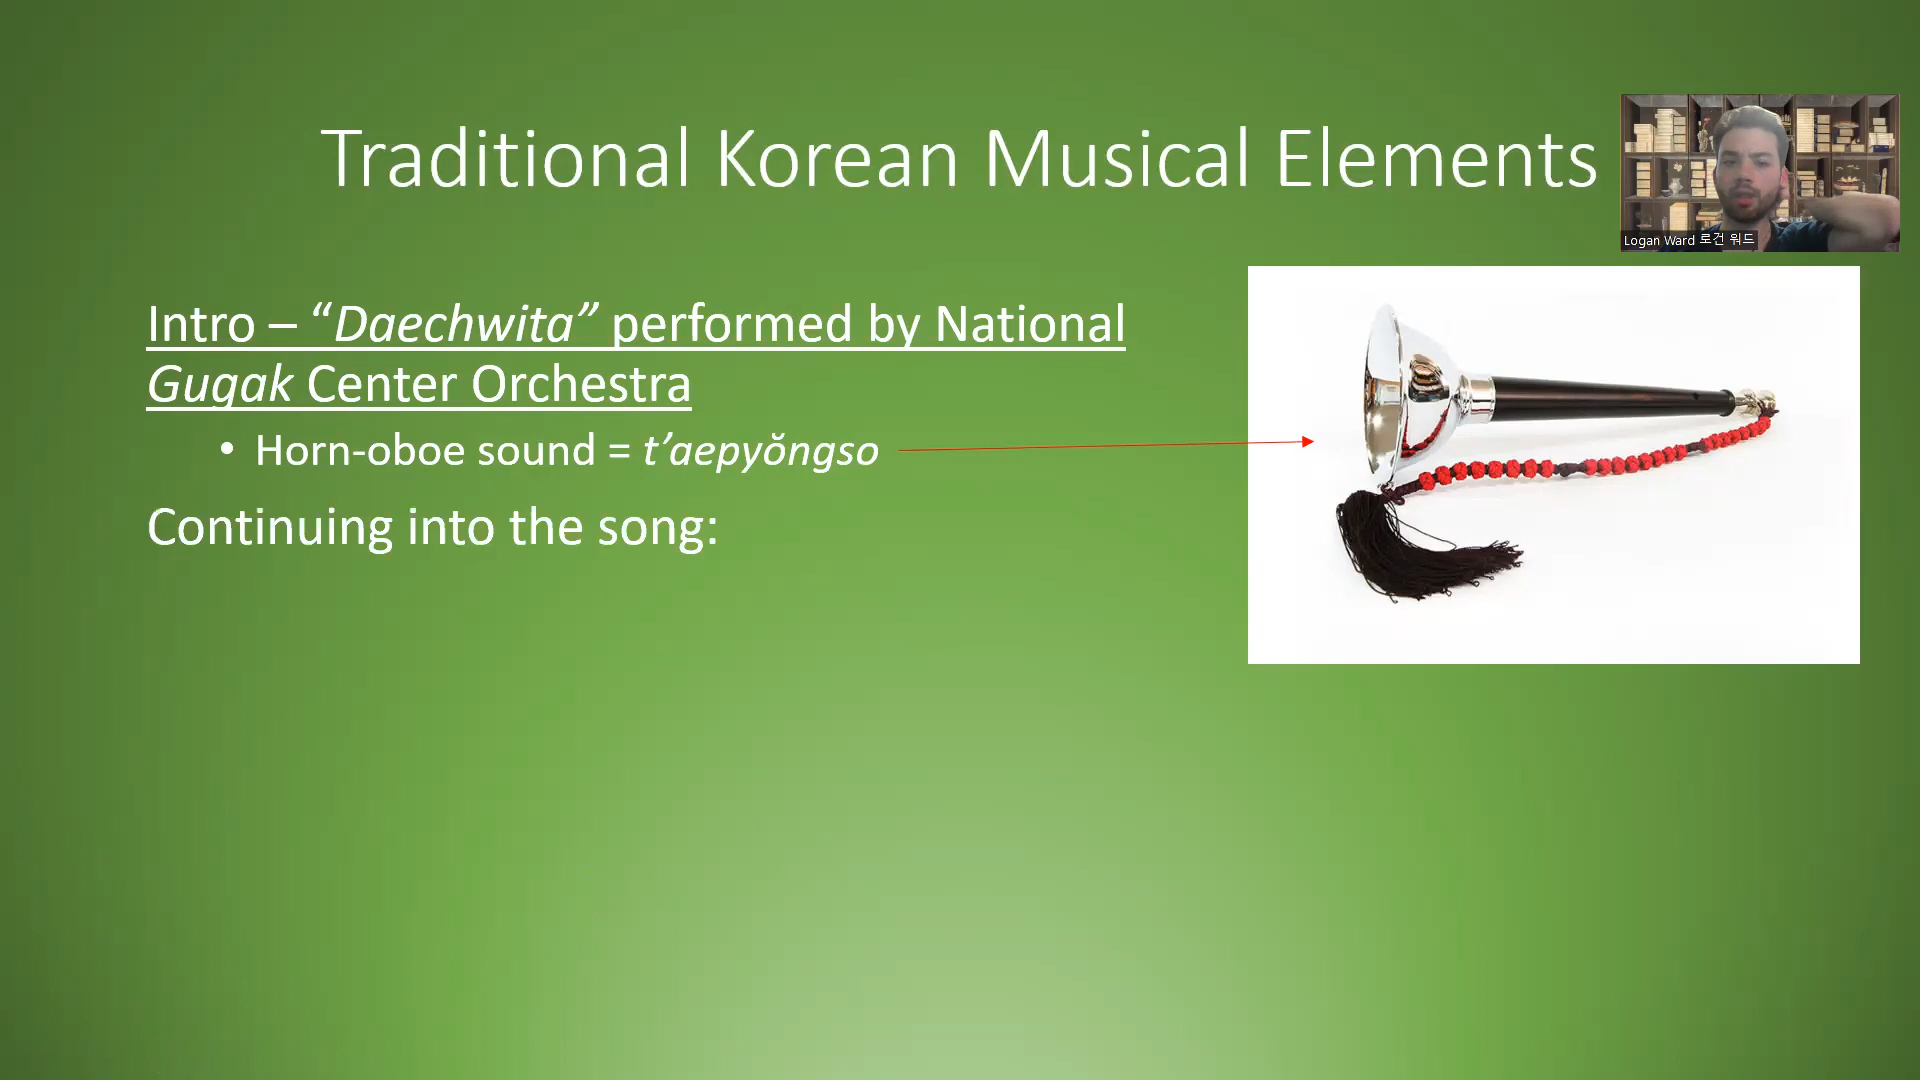 Traditional Korean Musical Elements
Logan Ward 로건 워드
Intro – “Daechwita” performed by National
Gugak Center Orchestra
• Horn-oboe sound = t’aepyŏngso
Continuing into the song: